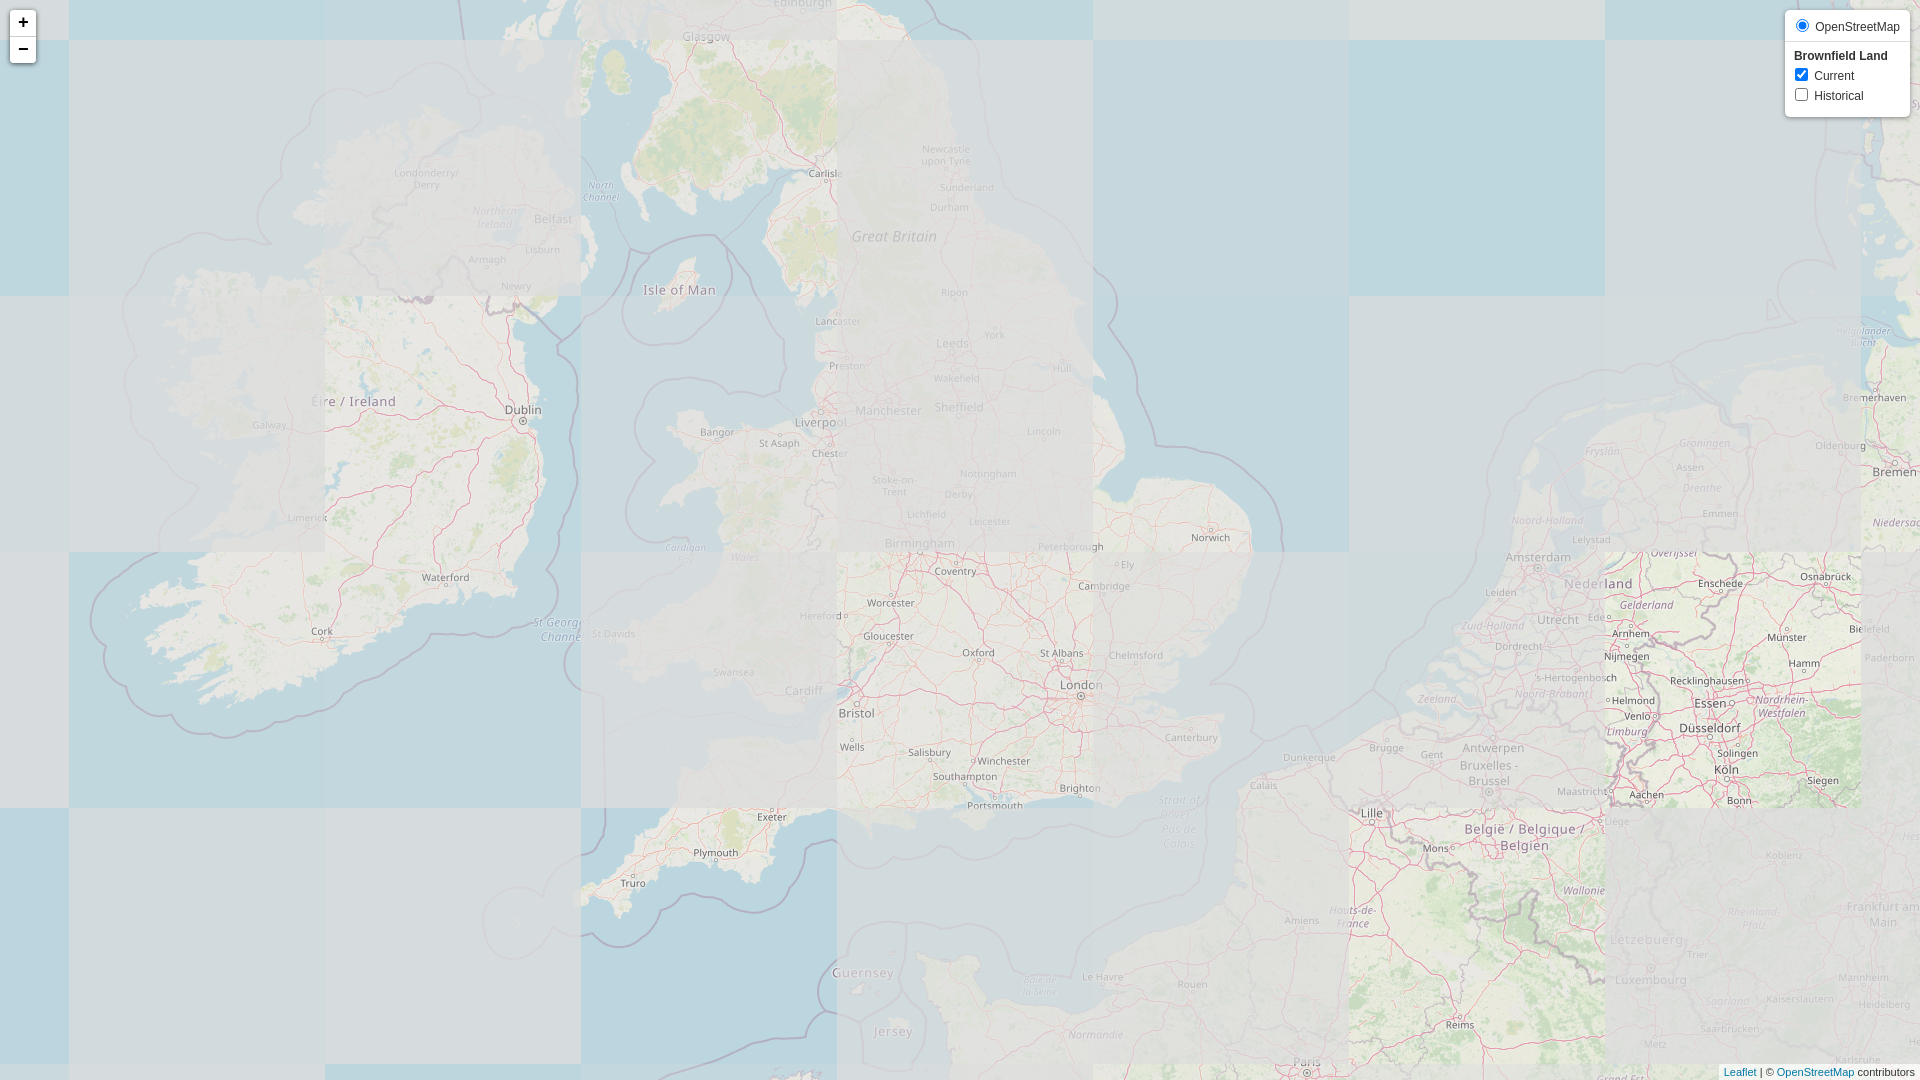 +
−
OpenStreetMap
Brownfield Land
Current
Historical
Edinburgh
Glasgow
Londonderry/
Derry
North
Channel
Carlisle
Newcastle
upon Tyne
Sunderland
Durham
Northern
Ireland
Belfast
Lisburn
Armagh
Newry
Great Britain
Isle of Man
Ripon
Lancaster
York
Leeds
Preston
Hull
Wakefield
Éire / Ireland
Dublin
Manchester
Sheffield
Liverpool
Galway
Bangor
St Asaph
Lincoln
Chester
Bremerhaven
Groningen
Oldenburg
Fryslân
Assen
Bremen
Stoke-on-
Trent
Nottingham
Derby
Drenthe
Limerick
Lichfield
Leicester
Emmen
Noord-Holland
Niedersac
Norwich
Birmingham
Peterborough
Lelystad
Cardigan
Bay
Wales
Amsterdam
Overijssel
Coventry
Ely
Waterford
Cambridge
Nederland
Enschede
Osnabrück
Leiden
Worcester
Gelderland
Hereford
St George's
Channel
St Davids
Cork
Gloucester
Zuid-Holland
Utrecht
Ede
Arnhem
Münster
Bielefeld
Oxford
St Albans
Chelmsford
Dordrecht
Nijmegen
Hamm
Paderborn
Swansea
Cardiff
London
's-Hertogenbosch
Recklinghausen
Zeeland
Noord-Brabant
Helmond
Essen
Nordrhein-
Westfalen
Bristol
Venlo
Canterbury
Limburg
Düsseldorf
Wells
Salisbury
Winchester
Brugge
Gent
Antwerpen
Solingen
Dunkerque
Bruxelles -
Brussel
Köln
Southampton
Brighton
Calais
Maastricht
Aachen
Siegen
Portsmouth
Strait of
Dover /
Pas de
Calais
Bonn
Exeter
Lille
Liège
België / Belgique /
Belgien
Plymouth
Mons
Koblenz
Truro
Wallonie
Hauts-de-
France
Amiens
Rheinland
Pfalz
Frankfurt am
Main
Lëtzebuerg
Trier
Guernsey
Le Havre
Baie de
la Seine
Rouen
Luxembourg
Mannheim
Saarland
Kaiserslautern
Heidelberg
Jersey
Normandie
Reims
Saarbrücken
Metz
Paris
Karlsruhe
Grand Est
Leaflet | © OpenStreetMap contributors